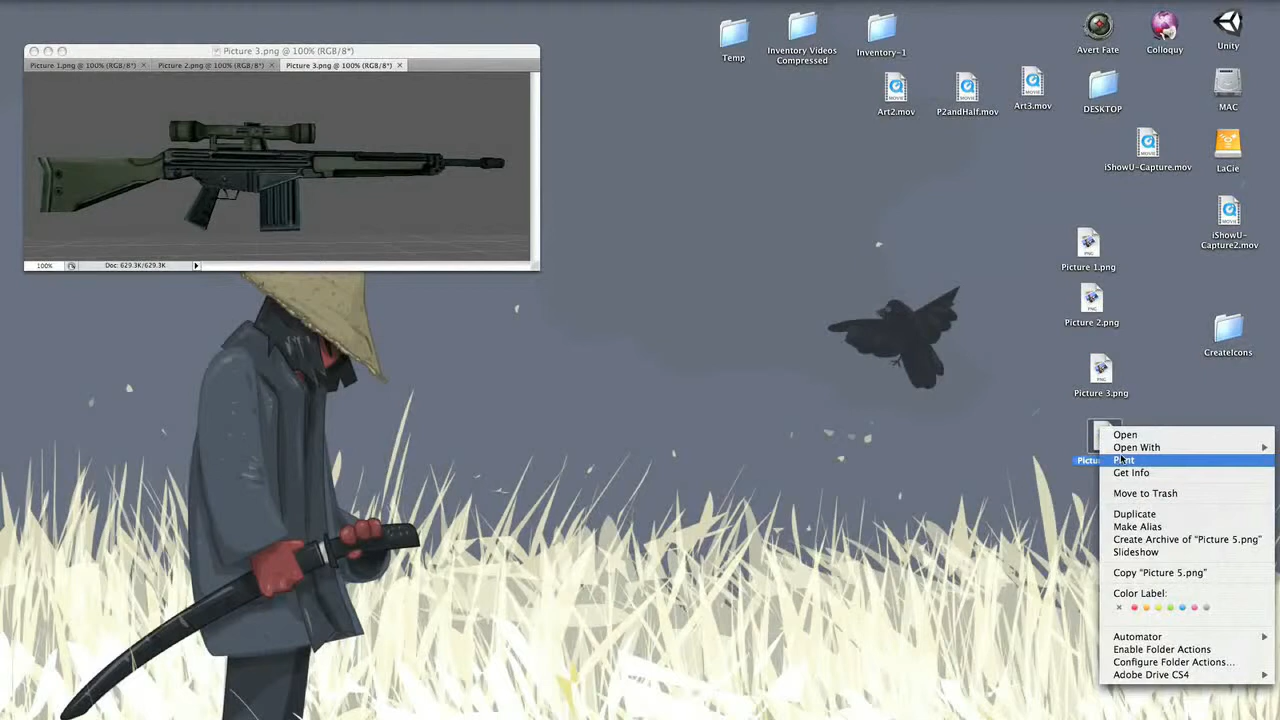 Picture 3.png @ 100% (RGB/8*)
Picture 1.png @ 100% (RGB/8*)
Picture 2.png @ 100% (RGB/8*)
Picture 3.png @ 100% (RGB/8*)
100%
Doc: 629.3K/629.3K
Temp
Inventory Videos
Compressed
Inventory-1
Avert Fate
Colloquy
Unity
Art2.mov
P2andHalf.mov
Art3.mov
DESKTOP
MAC
iShowU-Capture.mov
LaCie
iShowU-
Capture2.mov
Picture 1.png
PNG
Picture 2.png
CreateIcons
Picture 3.png
Open
Open With
Print
Get Info
Move to Trash
Duplicate
Make Alias
Create Archive of "Picture 5.png"
Slideshow
Copy "Picture 5.png"
Color Label:
Automator
Enable Folder Actions
Configure Folder Actions...
Adobe Drive CS4